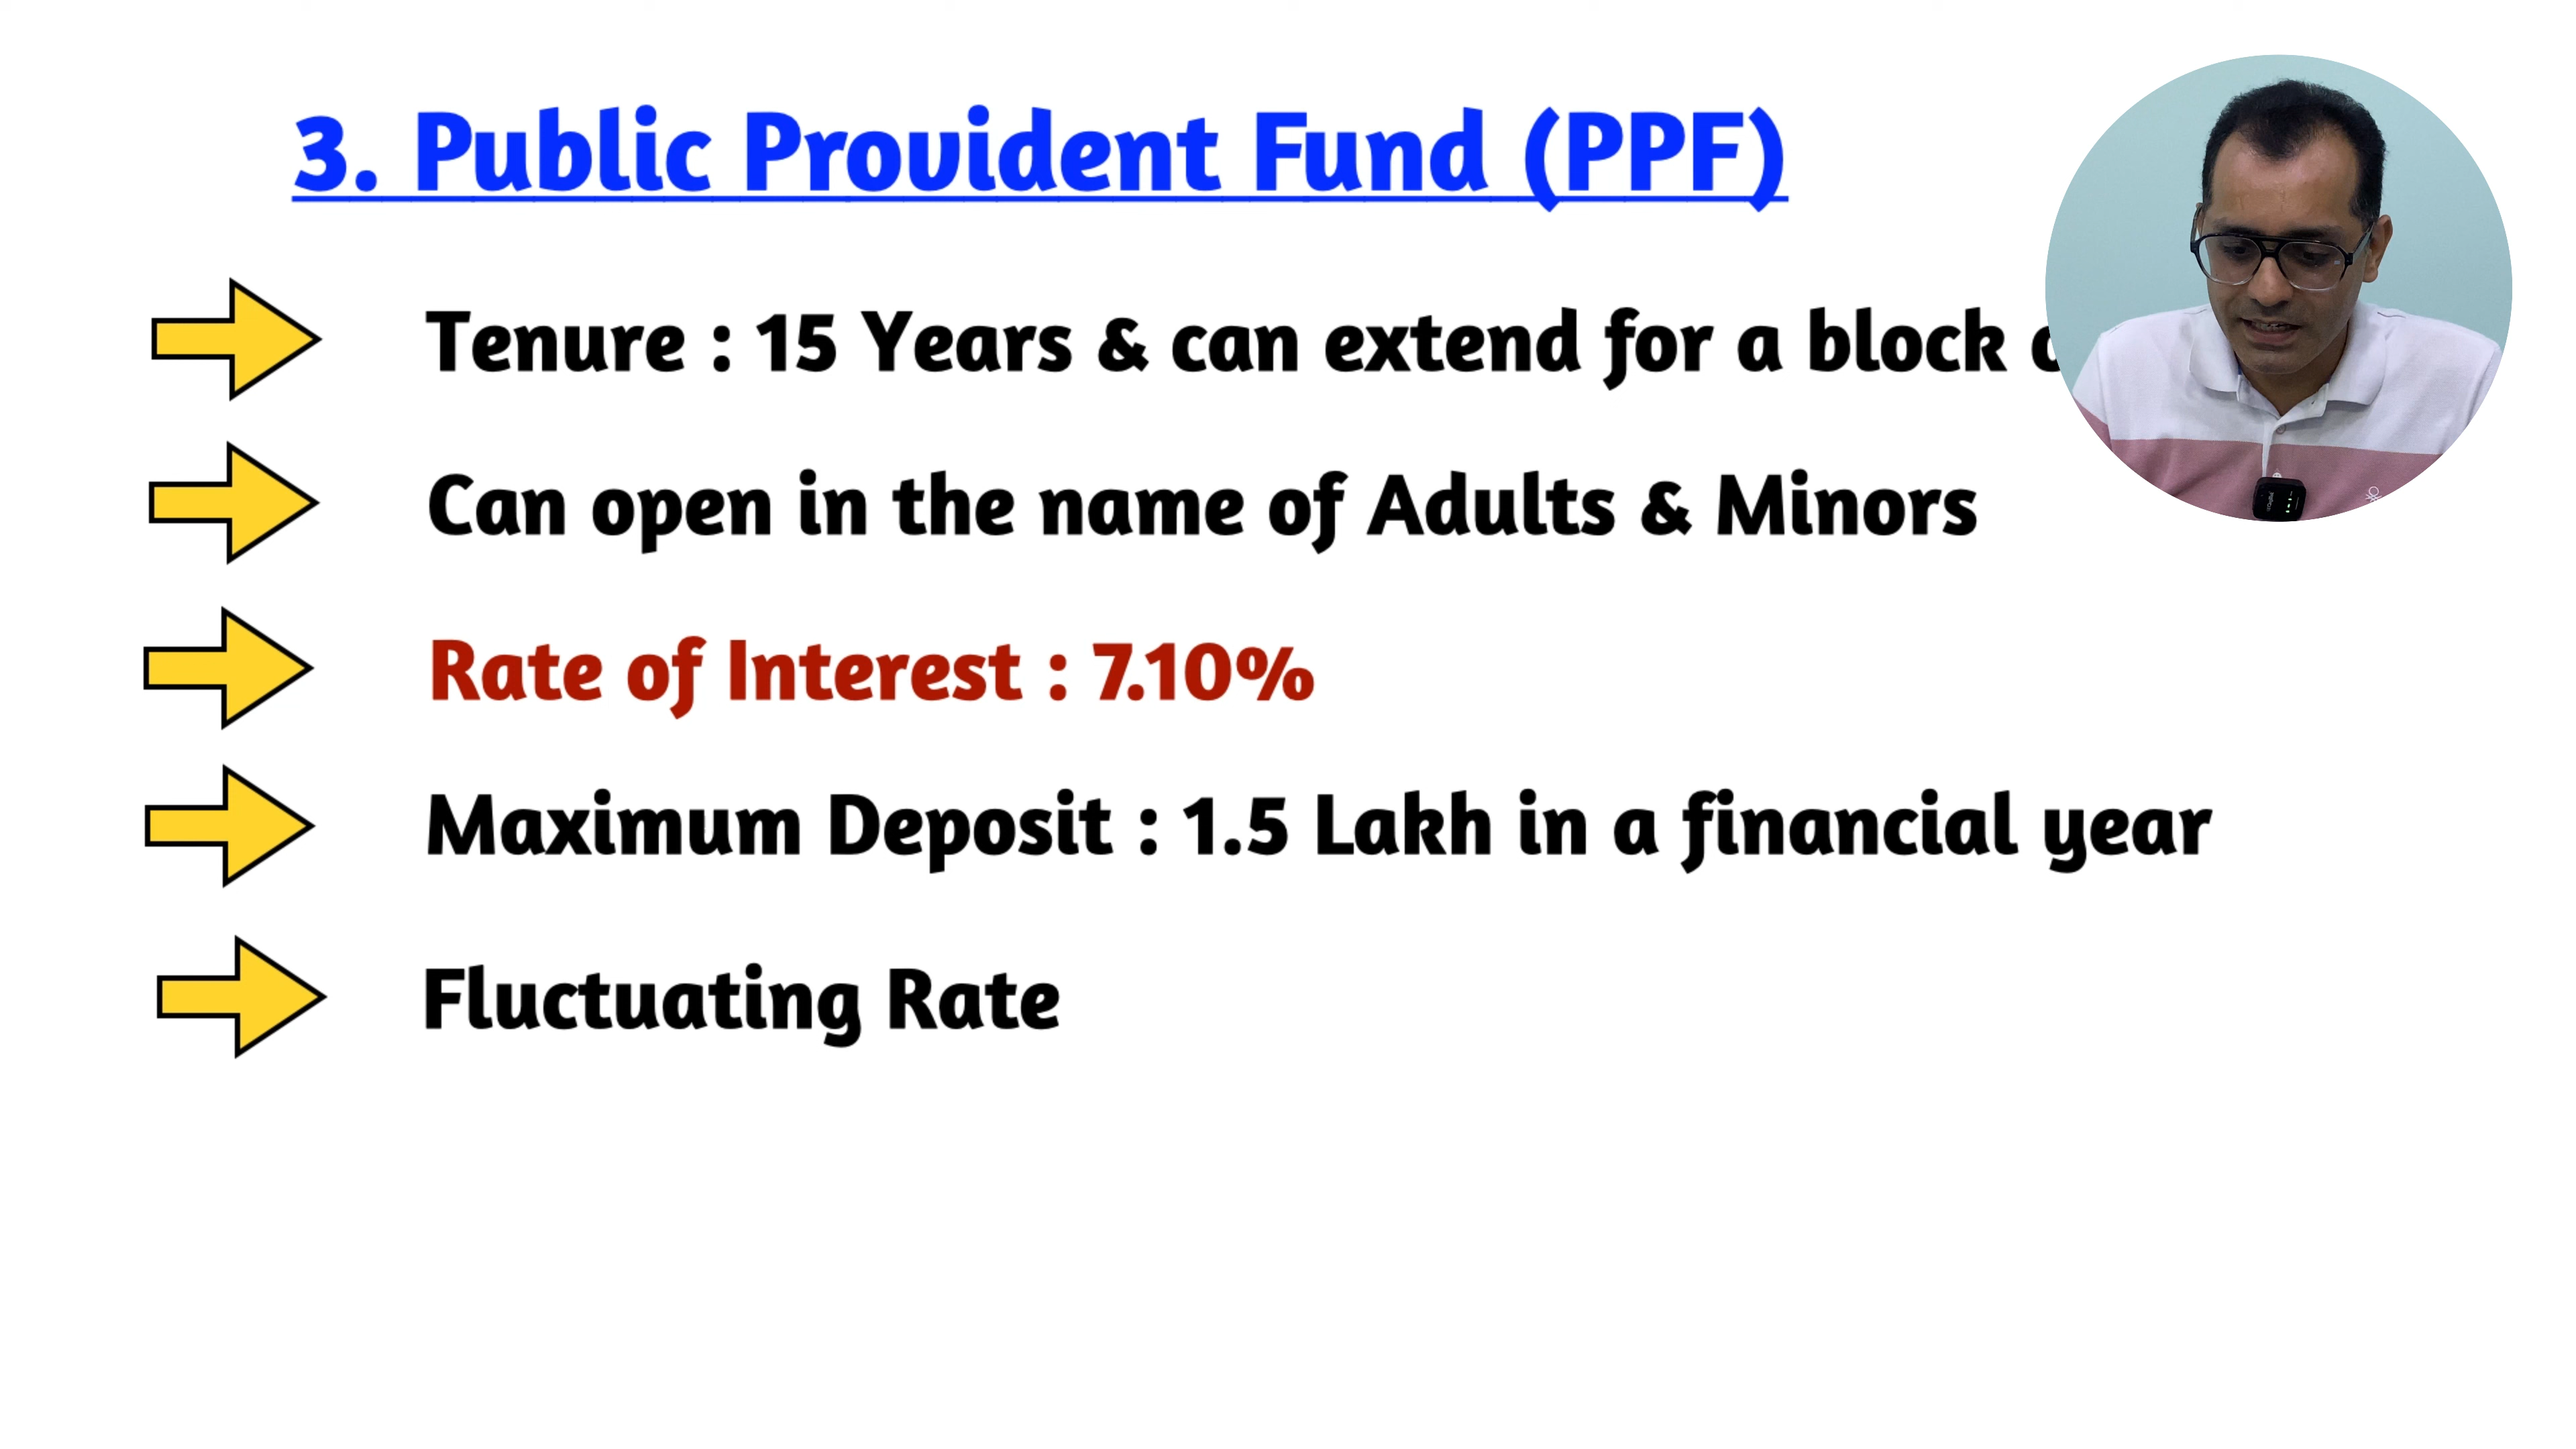 3. Public Provident Fund (PPF)
Tenure : 15 Years & can extend for a block
Can open in the name of Adults & Minors
Rate of Interest : 7.10%
Maximum Deposit : 1.5 Lakh in a financial year
Fluctuating Rate